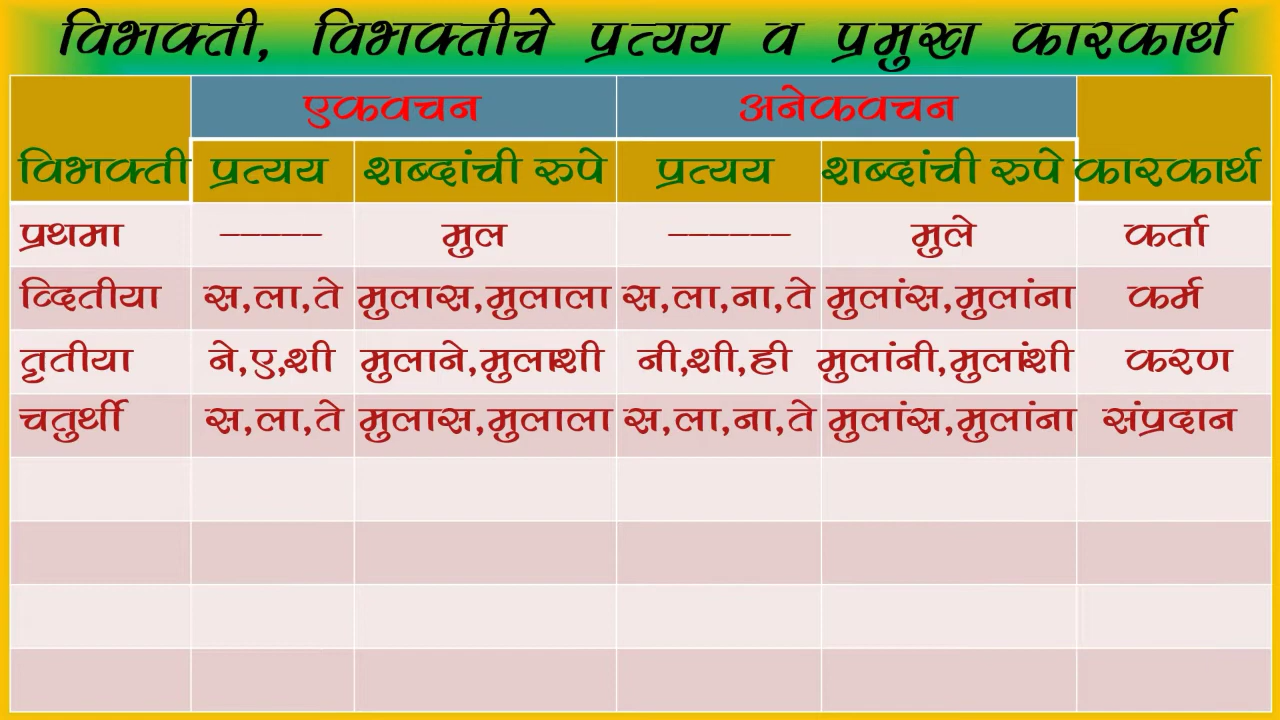 विभक्ती, विभक्तीचे प्रत्यय व प्रमुख कारकार्थ
एकवचन अनेकवचन
विभक्ती प्रत्यय शब्दांची रुपे प्रत्यय शब्दांची रुपे कारकार्थ
प्रथमा ----- मुल ------ मुले कर्ता
व्दितीया स,ला,ते मुलास,मुलाला स,ला,ना,ते मुलांस,मुलांना कर्म
तृतीया ने,ए,शी मुलाने,मुलाशी नी,शी,ही मुलांनी,मुलांशी करण
चतुर्थी स,ला,ते मुलास,मुलाला स,ला,ना,ते मुलांस,मुलांना संप्रदान